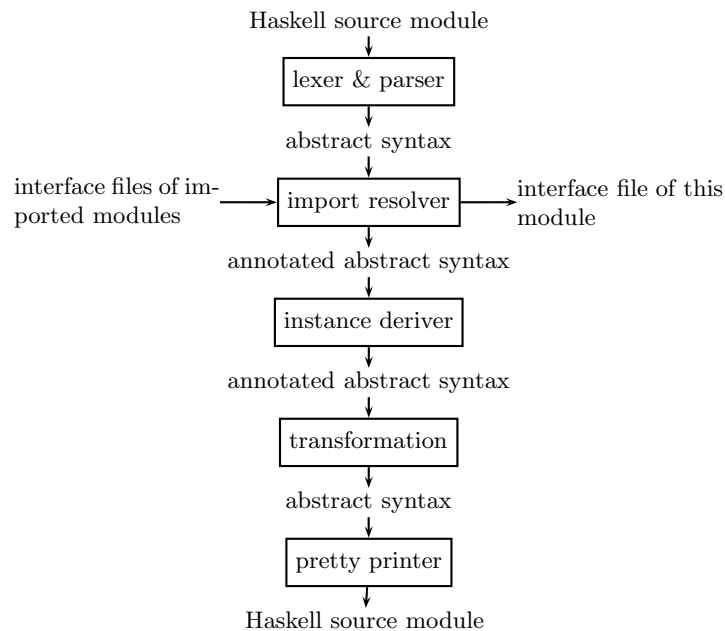 Haskell source module
lexer & parser
abstract syntax
interface files of im-
ported modules
import resolver
interface file of this
module
annotated abstract syntax
instance deriver
annotated abstract syntax
transformation
abstract syntax
pretty printer
Haskell source module